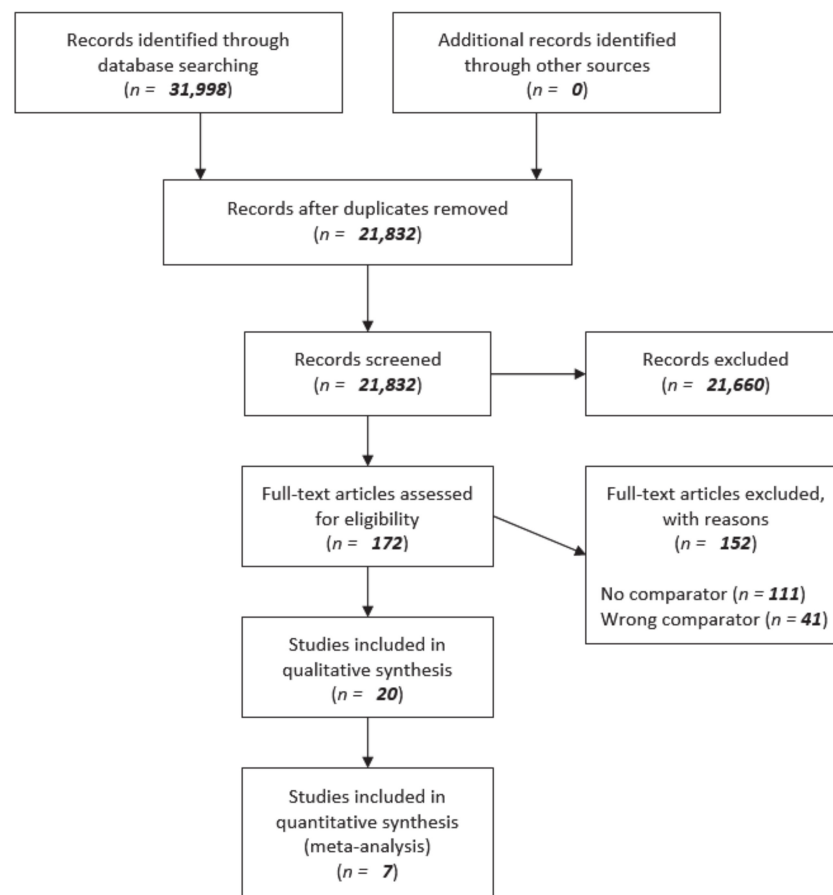 Records identified through
database searching
(n = 31,998)
Additional records identified
through other sources
(n = 0)
Records after duplicates removed
(n = 21,832)
Records screened
(n = 21,832)
Records excluded
(n = 21,660)
Full-text articles assessed
for eligibility
(n = 172)
Full-text articles excluded,
with reasons
(n = 152)
No comparator (n = 111)
Wrong comparator (n = 41)
Studies included in
qualitative synthesis
(n = 20)
Studies included in
quantitative synthesis
(meta-analysis)
(n = 7)